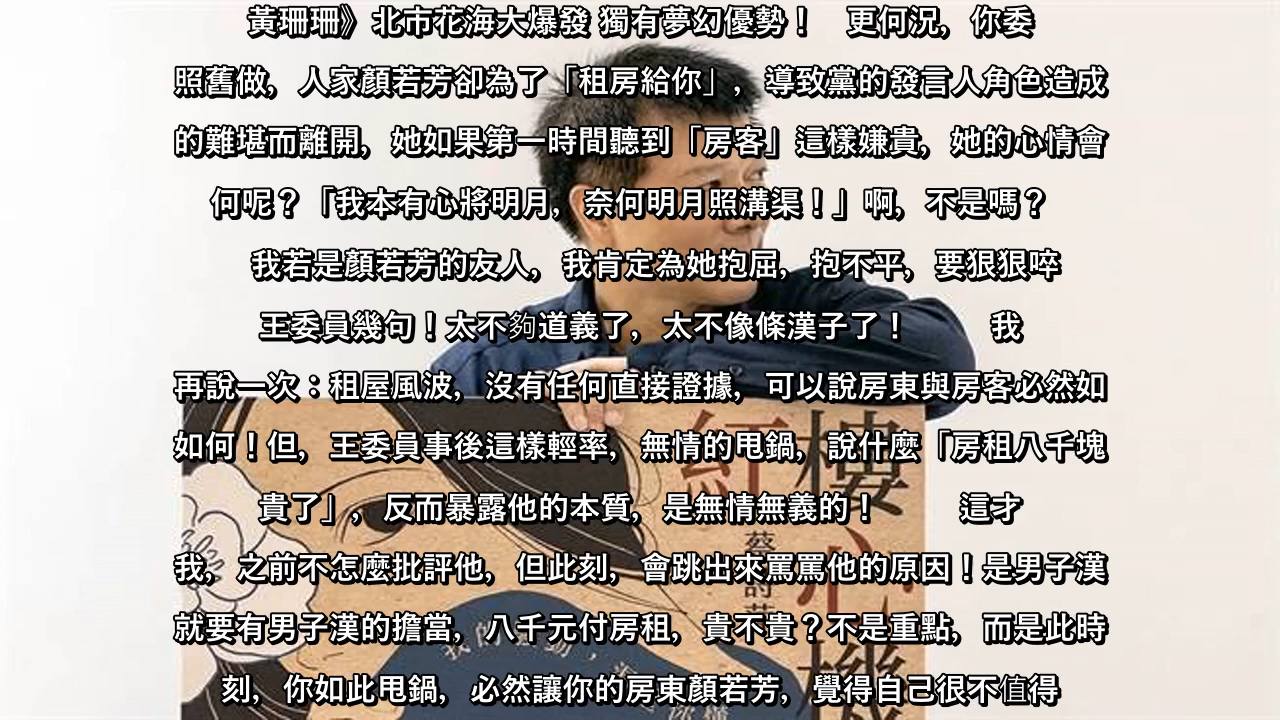 黃珊珊》北市花海大爆發 獨有夢幻優勢！ 更何況，你委
照舊做，人家顏若芳卻為了「租房給你」，導致黨的發言人角色造成
的難堪而離開，她如果第一時間聽到「房客」這樣嫌貴，她的心情會
何呢？「我本有心將明月，奈何明月照溝渠！」啊，不是嗎？
我若是顏若芳的友人，我肯定為她抱屈，抱不平，要狠狠啐
王委員幾句！太不夠道義了，太不像條漢子了！ 我
再說一次：租屋風波，沒有任何直接證據，可以說房東與房客必然如
如何！但，王委員事後這樣輕率，無情的甩鍋，說什麼「房租八千塊
貴了」，反而暴露他的本質，是無情無義的！ 這才
我，之前不怎麼批評他，但此刻，會跳出來罵罵他的原因！是男子漢
就要有男子漢的擔當，八千元付房租，貴不貴？不是重點，而是此時
刻，你如此甩鍋，必然讓你的房東顏若芳，覺得自己很不值得
紅樓心機
蔡詩